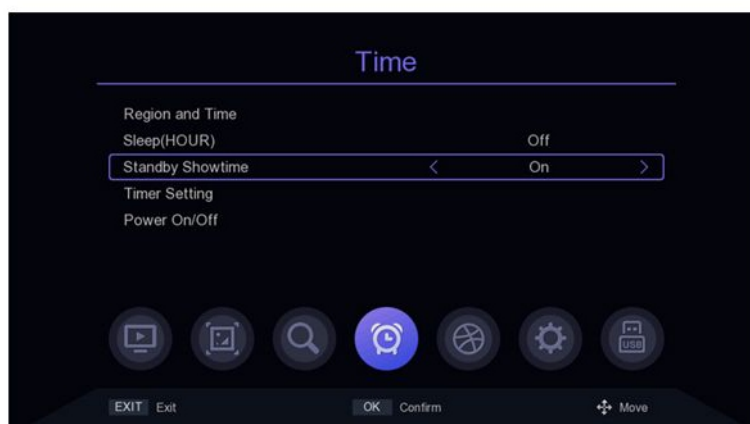 Time
Region and Time
Sleep(HOUR) Off
Standby Showtime On
Timer Setting
Power On/Off
USB
EXIT Exit OK Confirm Move